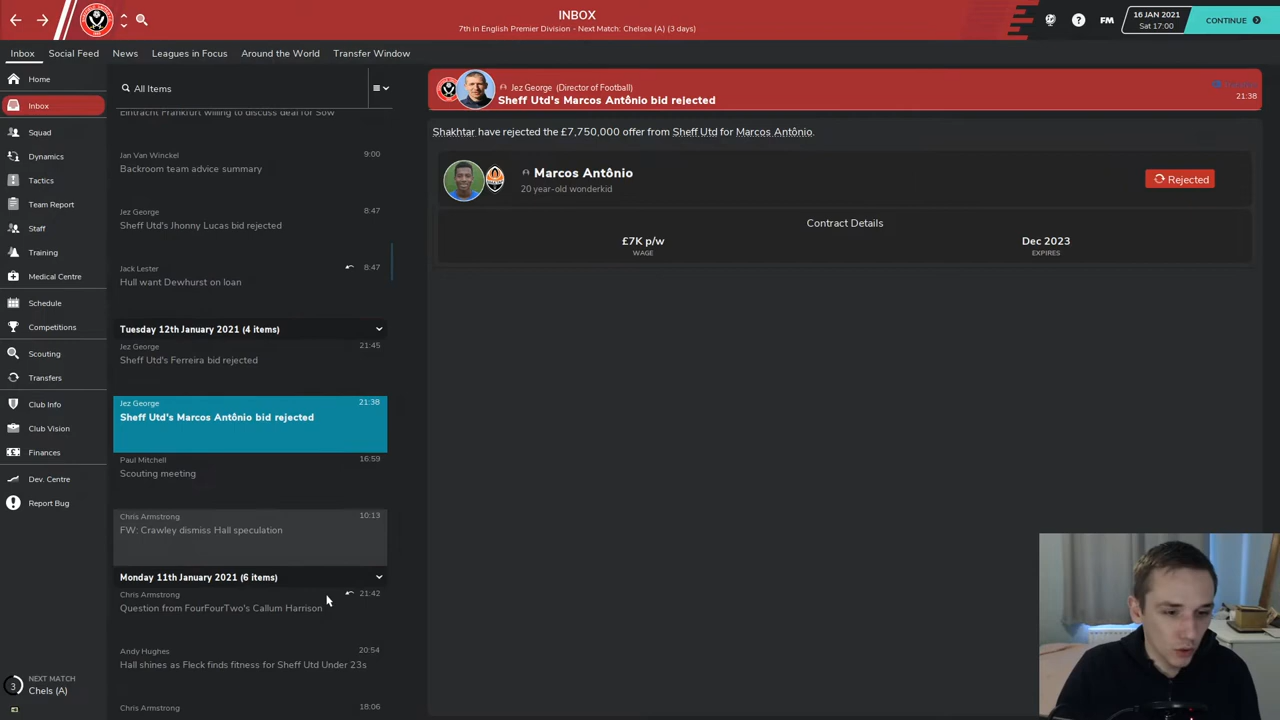 INBOX
7th in English Premier Division - Next Match: Chelsea (A) (3 days)
FM
16 JAN 2021
Sat 17:00
CONTINUE
Inbox
Social Feed
News
Leagues in Focus
Around the World
Transfer Window
Home
Inbox
Squad
Dynamics
Tactics
Team Report
Staff
Training
Medical Centre
Schedule
Competitions
Scouting
Transfers
Club Info
Club Vision
Finances
Dev. Centre
Report Bug
3
NEXT MATCH
Chels (A)
All Items
Eintracht Frankfurt willing to discuss deal for Sow
Jan Van Winckel 9:00
Backroom team advice summary
Jez George 8:47
Sheff Utd's Jhonny Lucas bid rejected
Jack Lester 8:47
Hull want Dewhurst on loan
Tuesday 12th January 2021 (4 items)
Jez George 21:45
Sheff Utd's Ferreira bid rejected
Jez George 21:38
Sheff Utd's Marcos Antônio bid rejected
Paul Mitchell 16:59
Scouting meeting
Chris Armstrong 10:13
FW: Crawley dismiss Hall speculation
Monday 11th January 2021 (6 items)
Chris Armstrong 21:42
Question from FourFourTwo's Callum Harrison
Andy Hughes 20:54
Hall shines as Fleck finds fitness for Sheff Utd Under 23s
Chris Armstrong 18:06
Jez George (Director of Football)
Sheff Utd's Marcos Antônio bid rejected
21:38
Shakhtar have rejected the £7,750,000 offer from Sheff Utd for Marcos Antônio.
Marcos Antônio
20 year-old wonderkid
Rejected
Contract Details
£7K p/w
WAGE
Dec 2023
EXPIRES